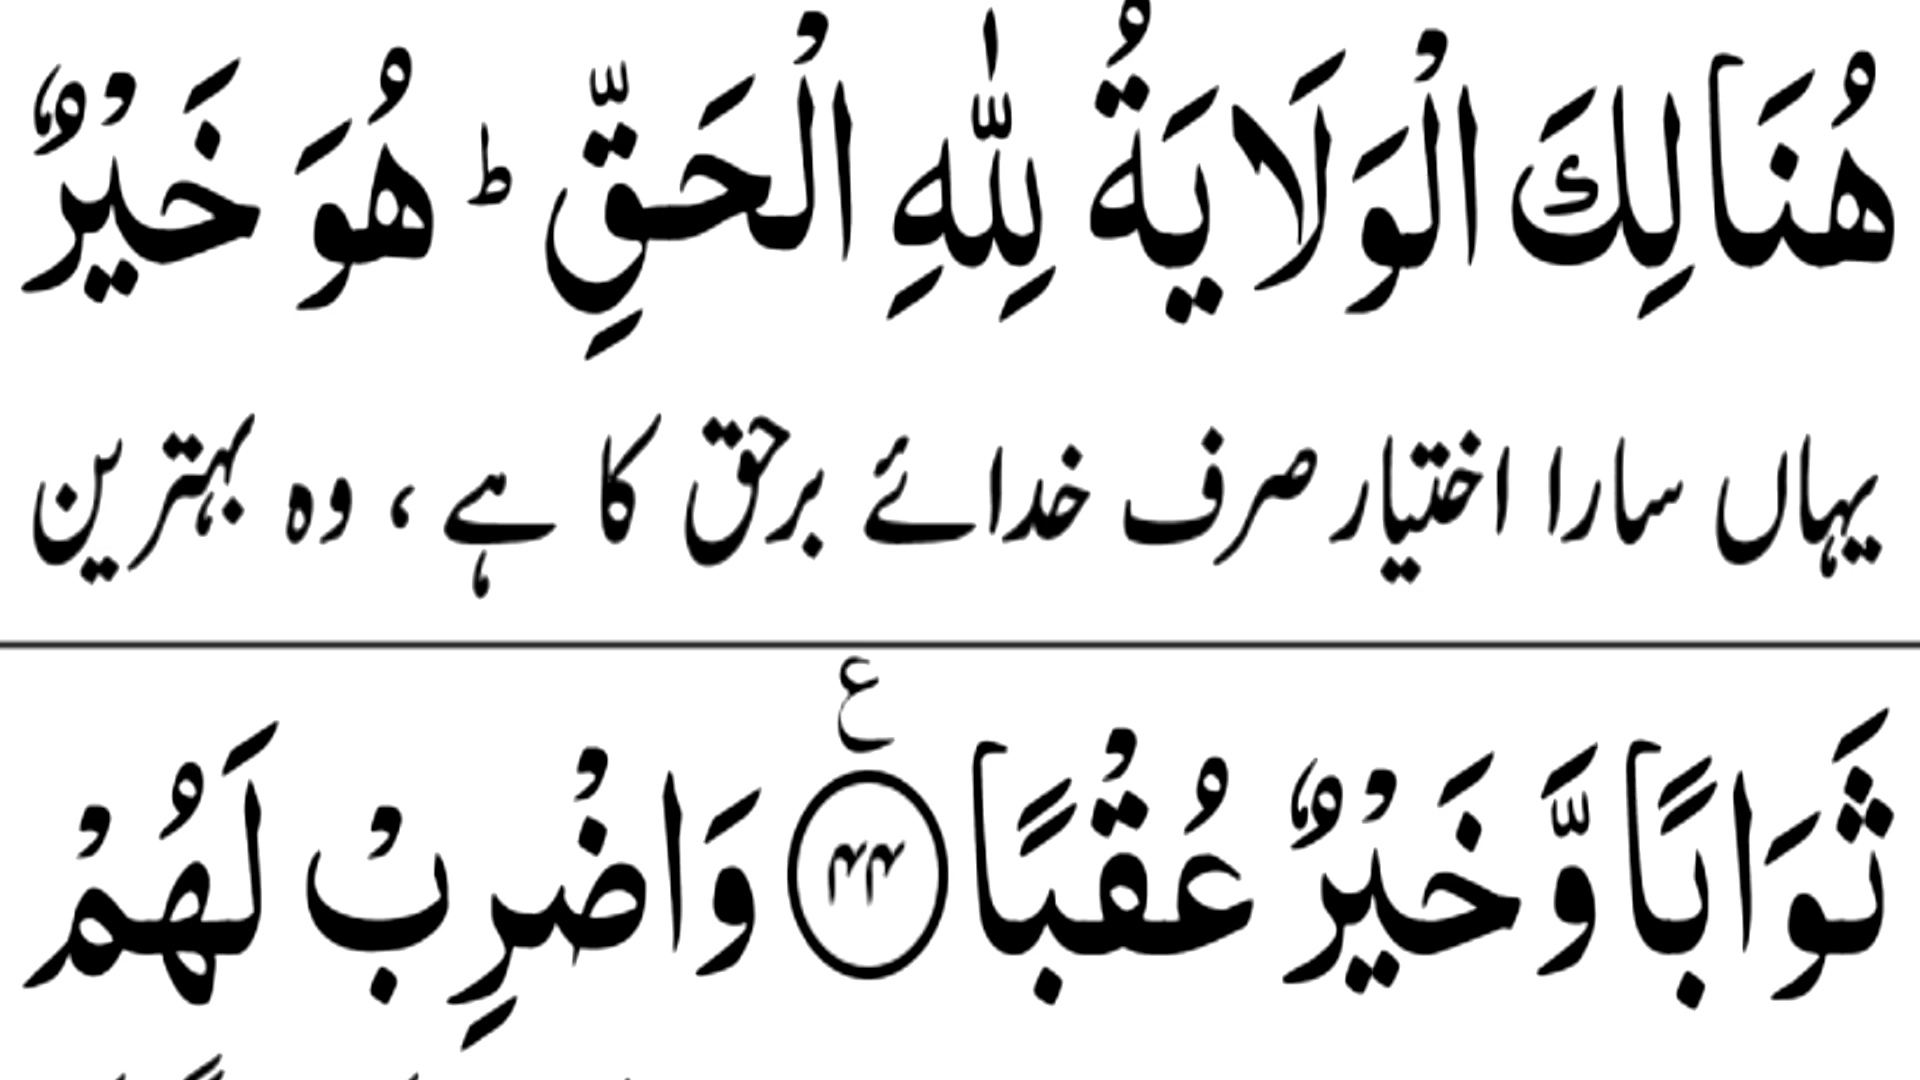 هُنَالِكَ الْوَلَايَةُ لِلّٰهِ الْحَقِّ ؕ هُوَ خَيْرٌ
یہاں سارا اختیار صرف خدائے برحق کا ہے ، وہ بہترین
ع
ثَوَابًا وَّخَيْرٌ عُقْبًا ۴۴ وَاضْرِبْ لَهُمْ